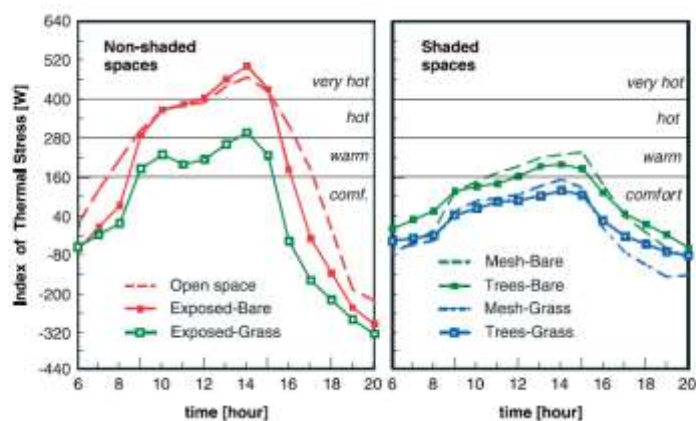 Non-shaded
spaces
Shaded
spaces
very hot
very hot
hot
hot
warm
warm
comf.
comfort
Index of Thermal Stress [W]
640
520
400
280
160
40
-80
-200
-320
-440
Open space
Exposed-Bare
Exposed-Grass
Mesh-Bare
Trees-Bare
Mesh-Grass
Trees-Grass
6 8 10 12 14 16 18 20
6 8 10 12 14 16 18 20
time [hour]
time [hour]